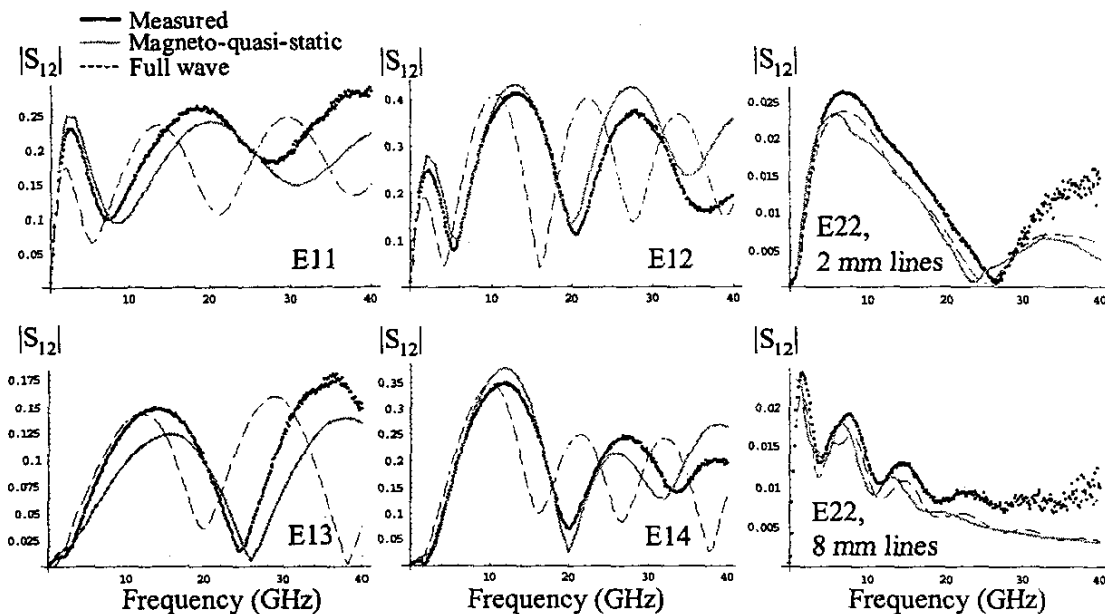 Measured
Magneto-quasi-static
Full wave
|S12|
0.25
0.2
0.15
0.1
0.05
E11
10 20 30 40
|S12|
0.4
0.3
0.2
0.1
E12
10 20 30 40
|S12|
0.025
0.02
0.015
0.01
0.005
E22,
2 mm lines
10 20 30 40
|S12|
0.175
0.15
0.125
0.1
0.075
0.05
0.025
E13
10 20 30 40
Frequency (GHz)
|S12|
0.35
0.3
0.25
0.2
0.15
0.1
0.05
E14
10 20 30 40
Frequency (GHz)
|S12|
0.02
0.015
0.01
0.005
E22,
8 mm lines
10 20 30 40
Frequency (GHz)